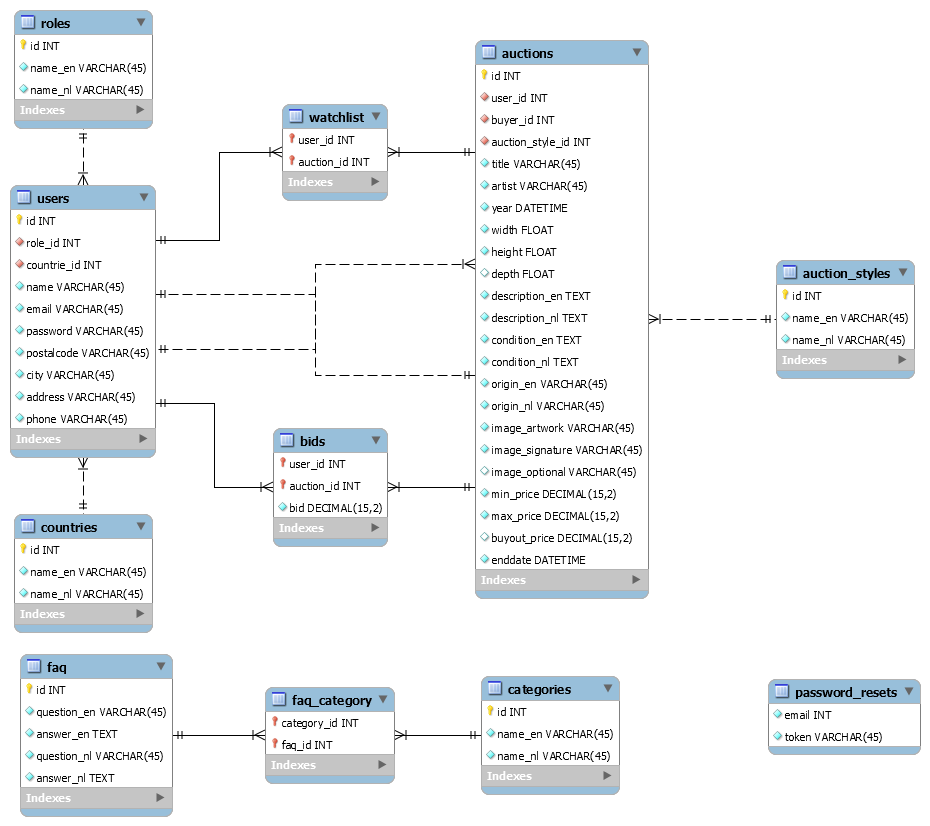 roles
id INT
name_en VARCHAR(45)
name_nl VARCHAR(45)
Indexes
users
id INT
role_id INT
countrie_id INT
name VARCHAR(45)
email VARCHAR(45)
password VARCHAR(45)
postalcode VARCHAR(45)
city VARCHAR(45)
address VARCHAR(45)
phone VARCHAR(45)
Indexes
countries
id INT
name_en VARCHAR(45)
name_nl VARCHAR(45)
Indexes
watchlist
user_id INT
auction_id INT
Indexes
bids
user_id INT
auction_id INT
bid DECIMAL(15,2)
Indexes
auctions
id INT
user_id INT
buyer_id INT
auction_style_id INT
title VARCHAR(45)
artist VARCHAR(45)
year DATETIME
width FLOAT
height FLOAT
depth FLOAT
description_en TEXT
description_nl TEXT
condition_en TEXT
condition_nl TEXT
origin_en VARCHAR(45)
origin_nl VARCHAR(45)
image_artwork VARCHAR(45)
image_signature VARCHAR(45)
image_optional VARCHAR(45)
min_price DECIMAL(15,2)
max_price DECIMAL(15,2)
buyout_price DECIMAL(15,2)
enddate DATETIME
Indexes
auction_styles
id INT
name_en VARCHAR(45)
name_nl VARCHAR(45)
Indexes
faq
id INT
question_en VARCHAR(45)
answer_en TEXT
question_nl VARCHAR(45)
answer_nl TEXT
Indexes
faq_category
category_id INT
faq_id INT
Indexes
categories
id INT
name_en VARCHAR(45)
name_nl VARCHAR(45)
Indexes
password_resets
email INT
token VARCHAR(45)